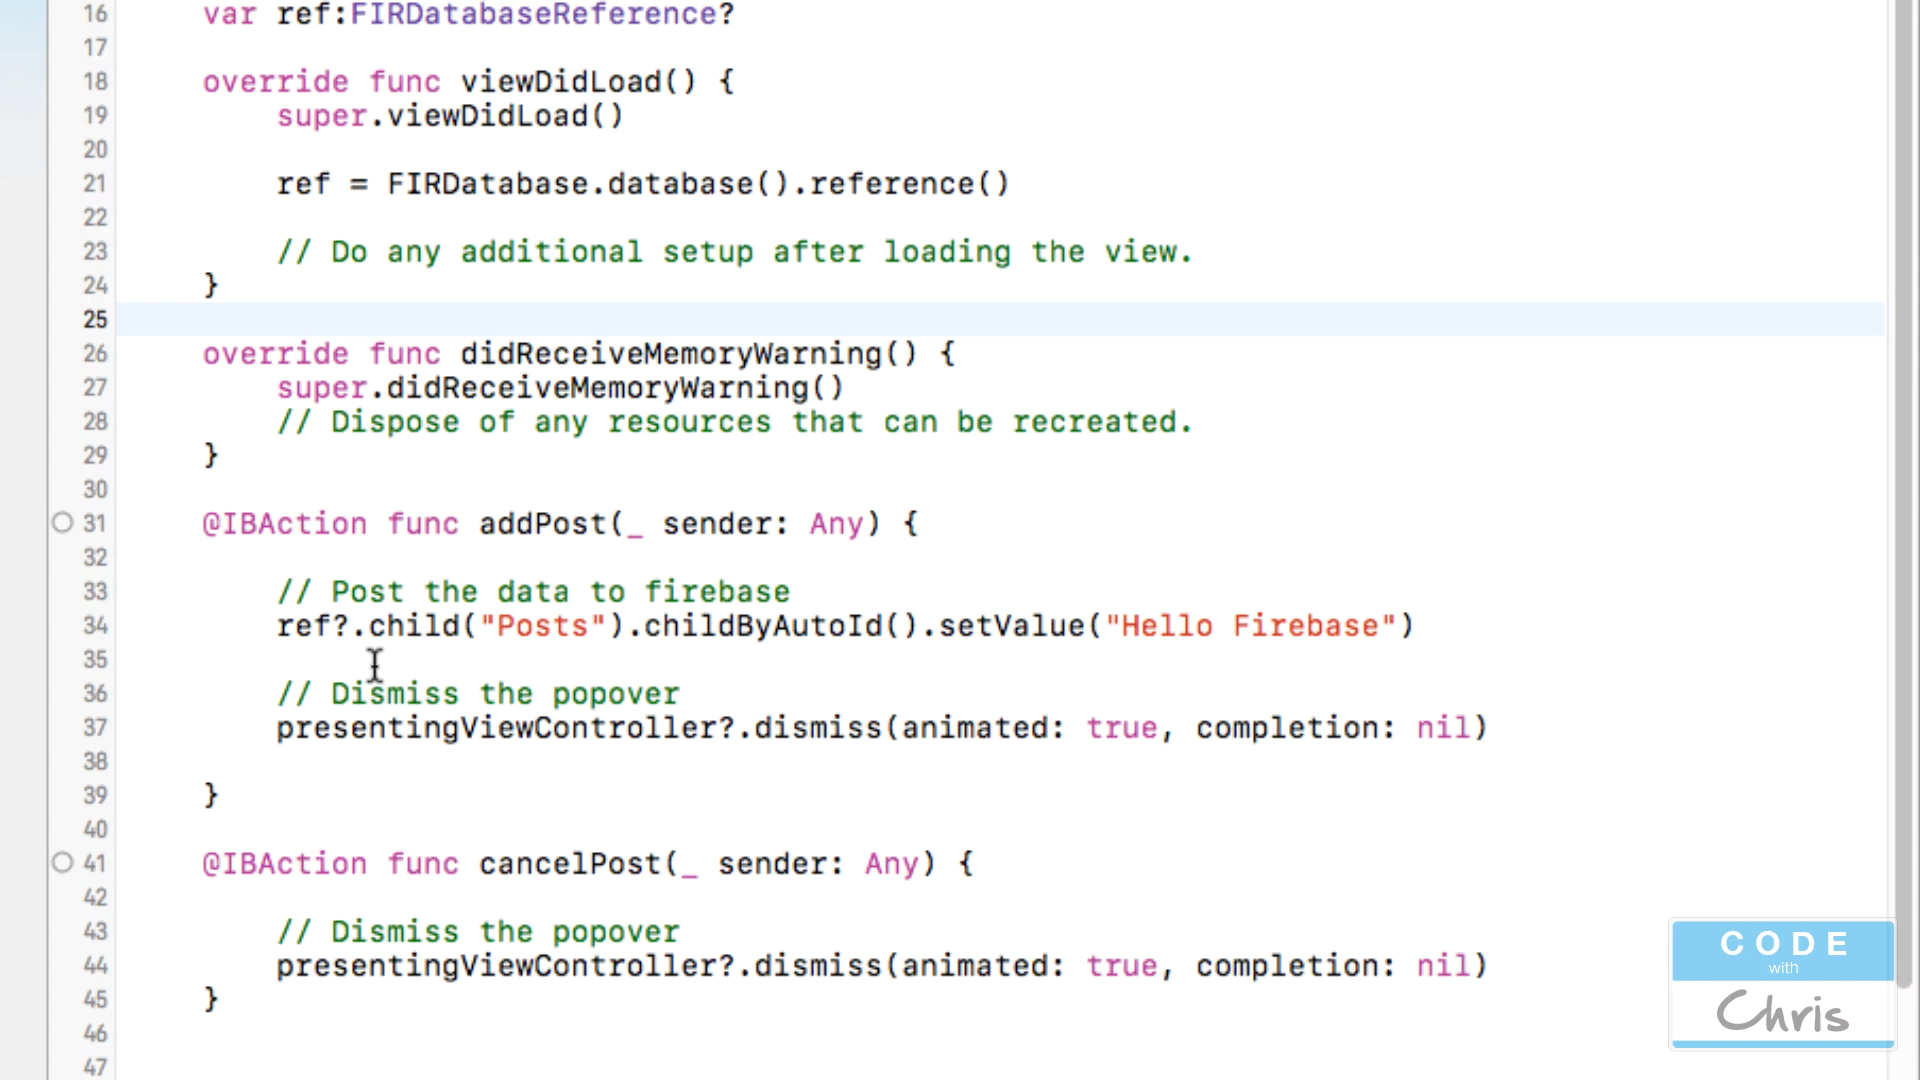 16 var ref:FIRDatabaseReference?
17
18 override func viewDidLoad() {
19 super.viewDidLoad()
20
21 ref = FIRDatabase.database().reference()
22
23 // Do any additional setup after loading the view.
24 }
25
26 override func didReceiveMemoryWarning() {
27 super.didReceiveMemoryWarning()
28 // Dispose of any resources that can be recreated.
29 }
30
31 @IBAction func addPost(_ sender: Any) {
32
33 // Post the data to firebase
34 ref?.child("Posts").childByAutoId().setValue("Hello Firebase")
35
36 // Dismiss the popover
37 presentingViewController?.dismiss(animated: true, completion: nil)
38
39 }
40
41 @IBAction func cancelPost(_ sender: Any) {
42
43 // Dismiss the popover
44 presentingViewController?.dismiss(animated: true, completion: nil)
45 }
46
47
CODE
with
Chris